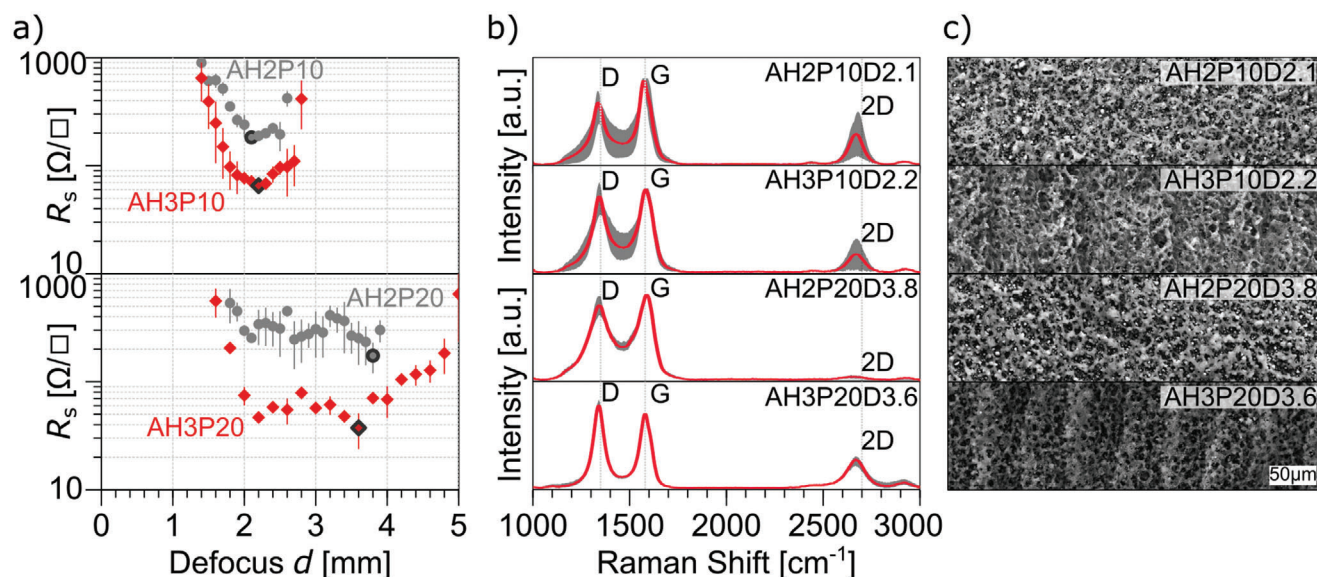 a)
1000
AH2P10
AH3P10
10
Rs [Ω/□]
1000
AH2P20
AH3P20
10
Rs [Ω/□]
0 1 2 3 4 5
Defocus d [mm]
b)
D G AH2P10D2.1
2D
D G AH3P10D2.2
2D
Intensity [a.u.]
D G AH2P20D3.8
2D
D G AH3P20D3.6
2D
Intensity [a.u.]
1000 1500 2000 2500 3000
Raman Shift [cm⁻¹]
c)
AH2P10D2.1
AH3P10D2.2
AH2P20D3.8
AH3P20D3.6
50µm